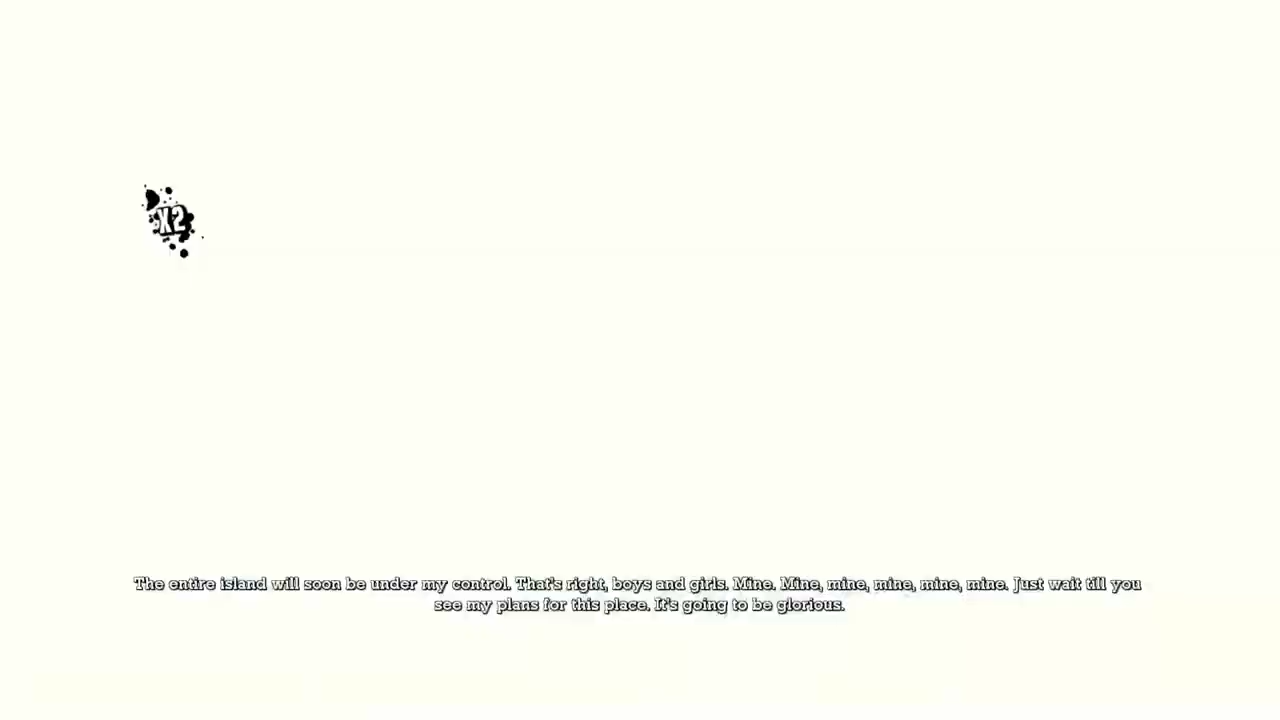 X2
The entire island will soon be under my control. That's right, boys and girls. Mine. Mine, mine, mine, mine, mine. Just wait till you
see my plans for this place. It's going to be glorious.